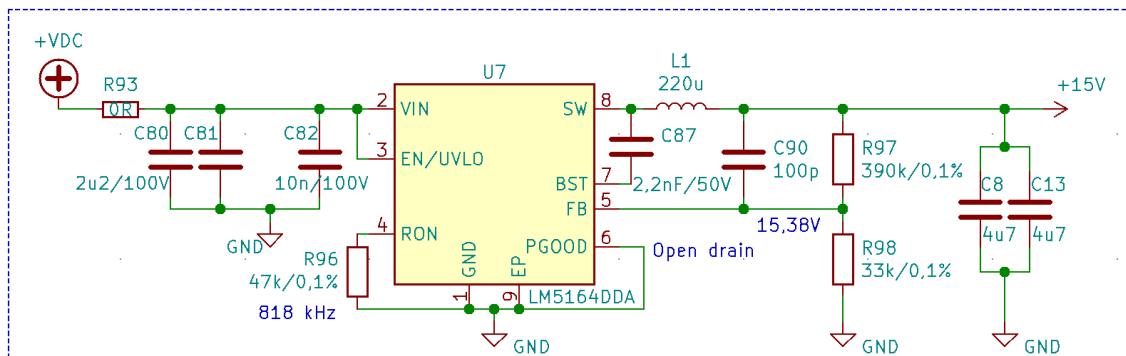 +VDC
R93
0R
C80
C81
C82
2u2/100V
10n/100V
GND
U7
2
VIN
3
EN/UVLO
4
RON
R96
47k/0,1%
818 kHz
GND
1
EP
9
SW
8
BST
7
FB
5
PGOOD
6
LM5164DDA
GND
L1
220u
C87
2,2nF/50V
C90
100p
15,38V
Open drain
R97
390k/0,1%
R98
33k/0,1%
GND
+15V
C8
4u7
C13
4u7
GND